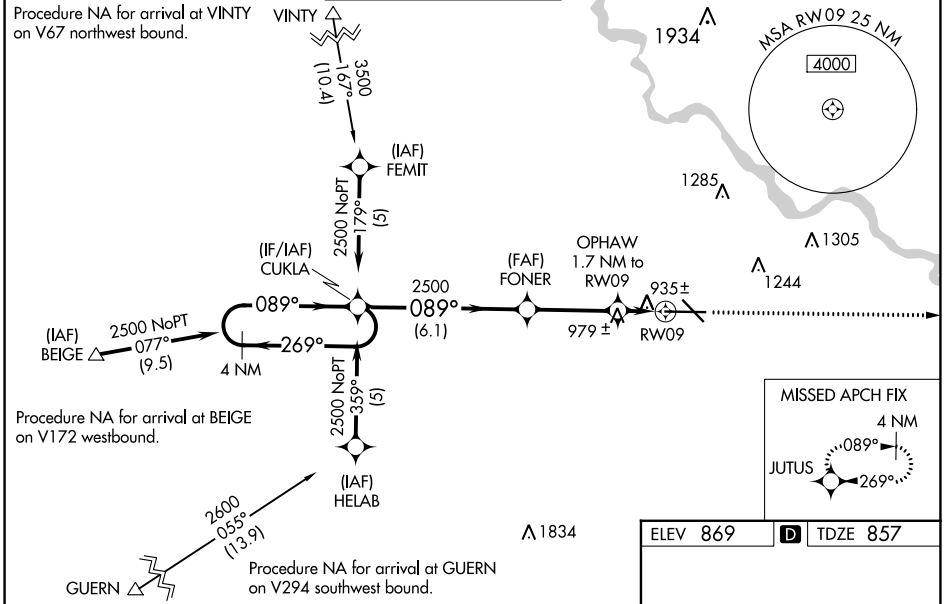 Procedure NA for arrival at VINTY
on V67 northwest bound.
VINTY
3500
167°
(10.4)
1934
MSA RW09 25 NM
4000
(IAF)
FEMIT
2500 NoPT
179°
(5)
1285
1305
1244
(IF/IAF)
CUKLA
(FAF)
FONER
OPHAW
1.7 NM to
RW09
2500
089°
(6.1)
935±
979 ±
RW09
089°
269°
4 NM
(IAF)
BEIGE
2500 NoPT
077°
(9.5)
Procedure NA for arrival at BEIGE
on V172 westbound.
2500 NoPT
359°
(5)
(IAF)
HELAB
MISSED APCH FIX
4 NM
089°
JUTUS
269°
2600
055°
(13.9)
GUERN
Procedure NA for arrival at GUERN
on V294 southwest bound.
1834
ELEV 869 D TDZE 857